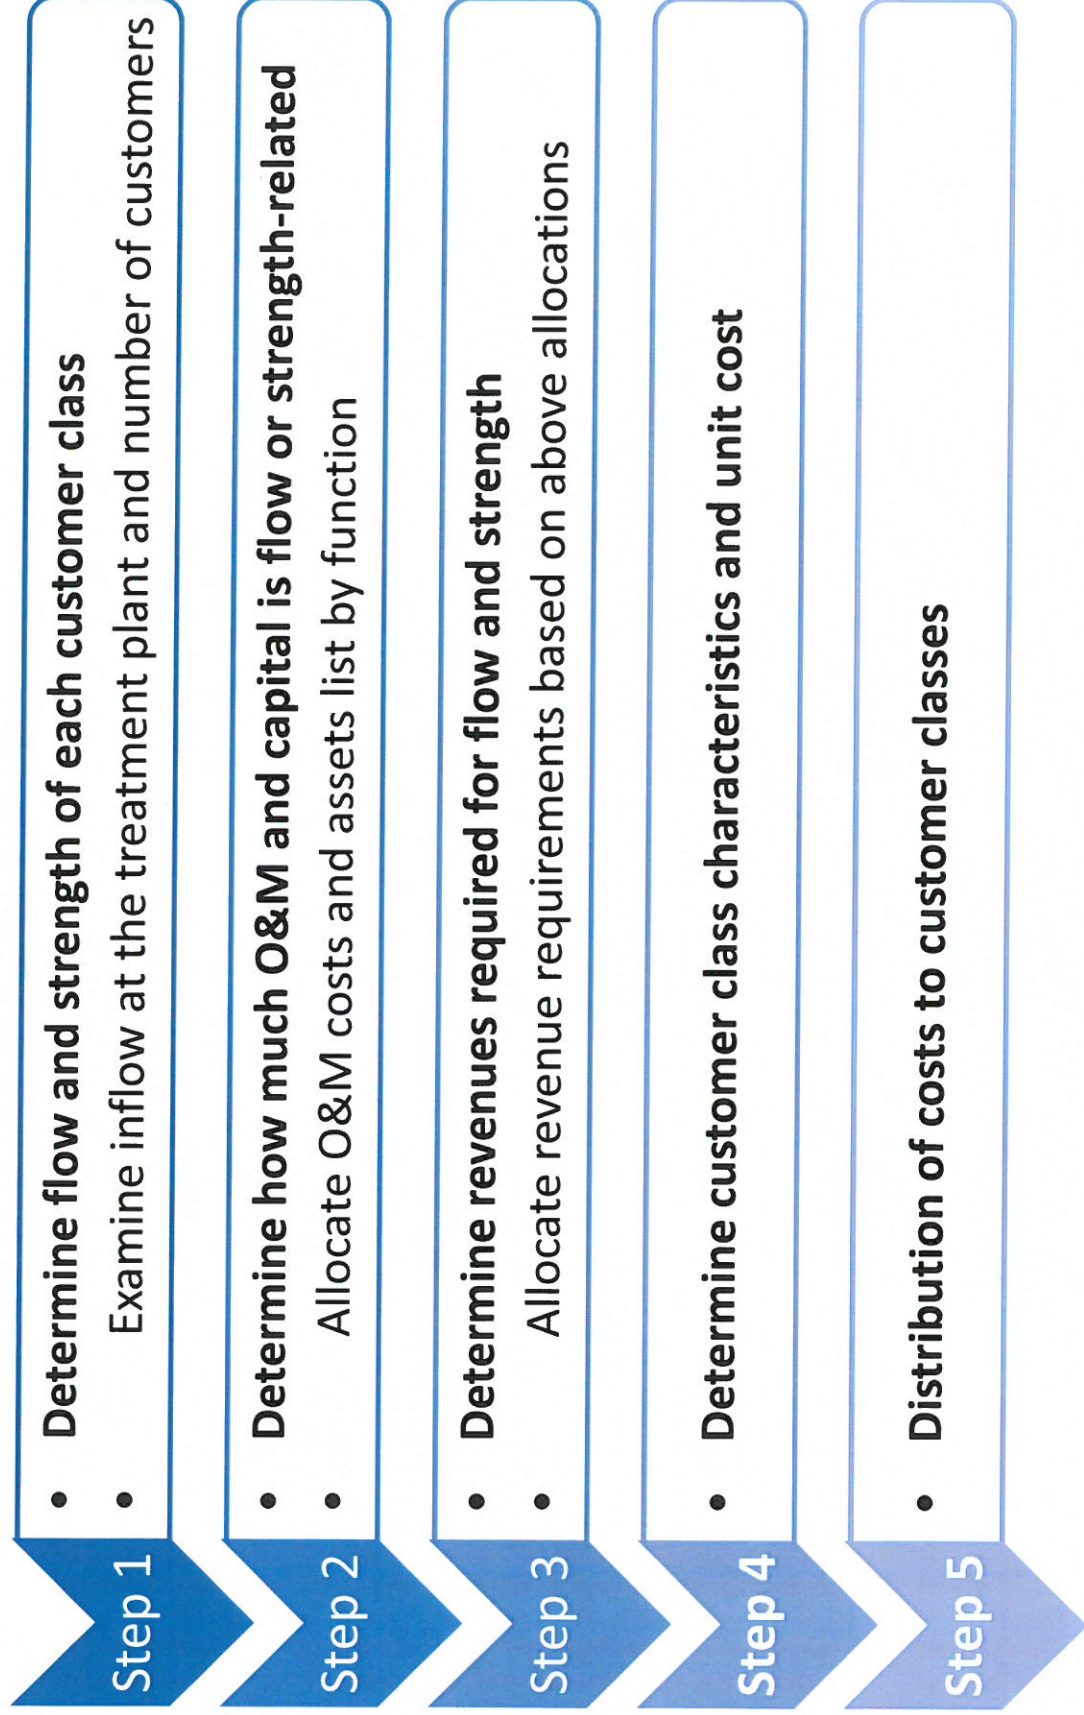 Step 1
• Determine flow and strength of each customer class
• Examine inflow at the treatment plant and number of customers
Step 2
• Determine how much O&M and capital is flow or strength-related
• Allocate O&M costs and assets list by function
Step 3
• Determine revenues required for flow and strength
• Allocate revenue requirements based on above allocations
Step 4
• Determine customer class characteristics and unit cost
Step 5
• Distribution of costs to customer classes